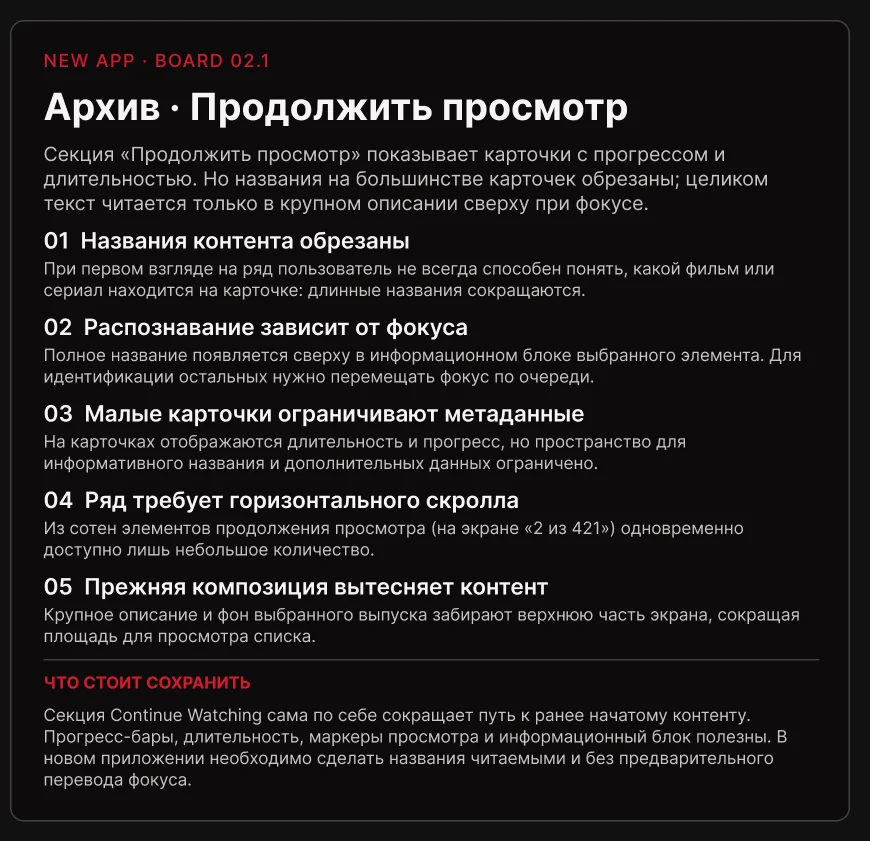 NEW APP · BOARD 02.1
Архив · Продолжить просмотр
Секция «Продолжить просмотр» показывает карточки с прогрессом и
длительностью. Но названия на большинстве карточек обрезаны; целиком
текст читается только в крупном описании сверху при фокусе.
01 Названия контента обрезаны
При первом взгляде на ряд пользователь не всегда способен понять, какой фильм или
сериал находится на карточке: длинные названия сокращаются.
02 Распознавание зависит от фокуса
Полное название появляется сверху в информационном блоке выбранного элемента. Для
идентификации остальных нужно перемещать фокус по очереди.
03 Малые карточки ограничивают метаданные
На карточках отображаются длительность и прогресс, но пространство для
информативного названия и дополнительных данных ограничено.
04 Ряд требует горизонтального скролла
Из сотен элементов продолжения просмотра (на экране «2 из 421») одновременно
доступно лишь небольшое количество.
05 Прежняя композиция вытесняет контент
Крупное описание и фон выбранного выпуска забирают верхнюю часть экрана, сокращая
площадь для просмотра списка.
ЧТО СТОИТ СОХРАНИТЬ
Секция Continue Watching сама по себе сокращает путь к ранее начатому контенту.
Прогресс-бары, длительность, маркеры просмотра и информационный блок полезны. В
новом приложении необходимо сделать названия читаемыми и без предварительного
перевода фокуса.